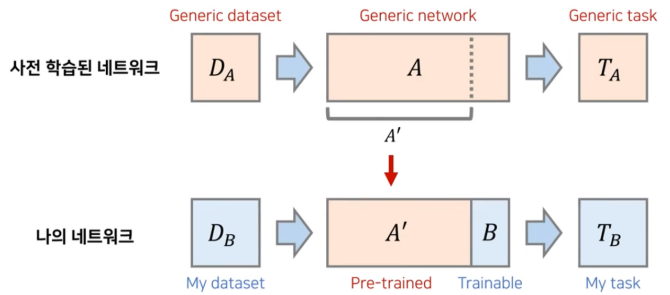 Generic dataset
Generic network
Generic task
사전 학습된 네트워크
D_A
A
T_A
A′
나의 네트워크
D_B
A′
B
T_B
My dataset
Pre-trained
Trainable
My task